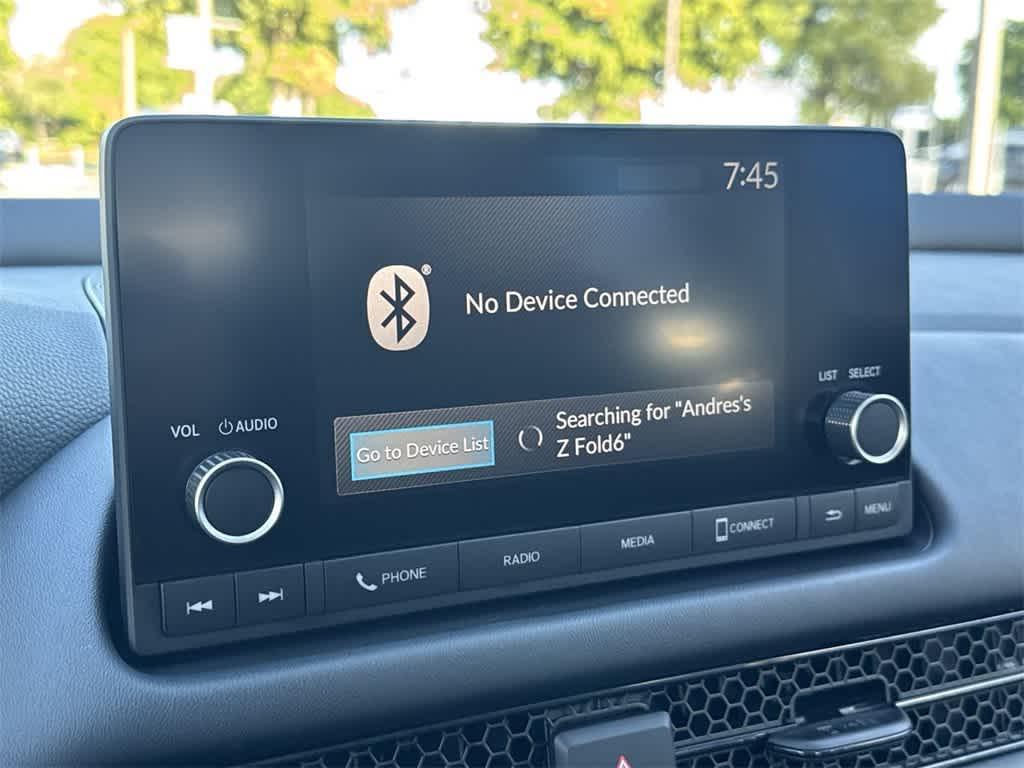 7:45
®
No Device Connected
Go to Device List
Searching for "Andres's
Z Fold6"
VOL AUDIO
LIST SELECT
PHONE
RADIO
MEDIA
CONNECT
MENU